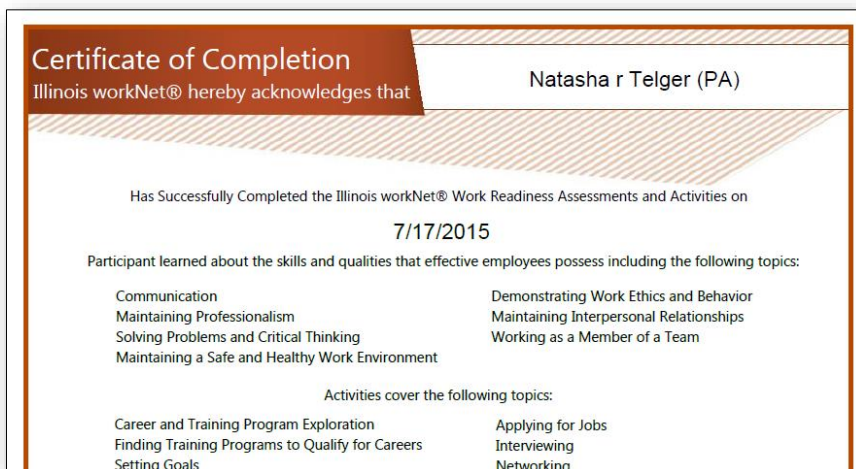 Certificate of Completion
Illinois workNet® hereby acknowledges that
Natasha r Telger (PA)
Has Successfully Completed the Illinois workNet® Work Readiness Assessments and Activities on
7/17/2015
Participant learned about the skills and qualities that effective employees possess including the following topics:
Communication
Maintaining Professionalism
Solving Problems and Critical Thinking
Maintaining a Safe and Healthy Work Environment
Demonstrating Work Ethics and Behavior
Maintaining Interpersonal Relationships
Working as a Member of a Team
Activities cover the following topics:
Career and Training Program Exploration
Finding Training Programs to Qualify for Careers
Setting Goals
Applying for Jobs
Interviewing
Networking